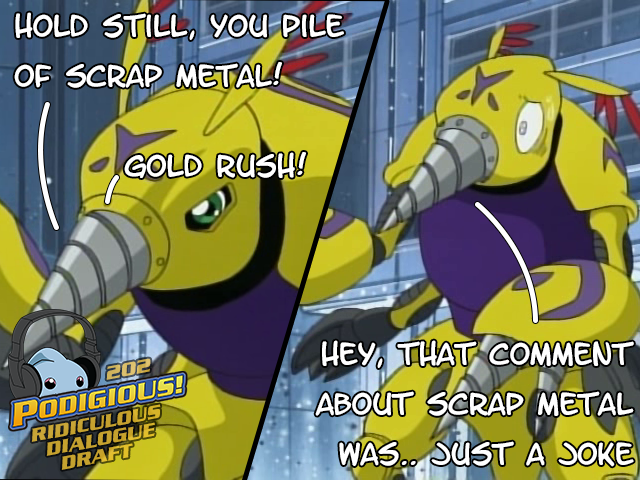 HOLD STILL, YOU PILE
OF SCRAP METAL!
GOLD RUSH!
HEY, THAT COMMENT
ABOUT SCRAP METAL
WAS.. JUST A JOKE
202
PODIGIOUS!
RIDICULOUS
DIALOGUE
DRAFT